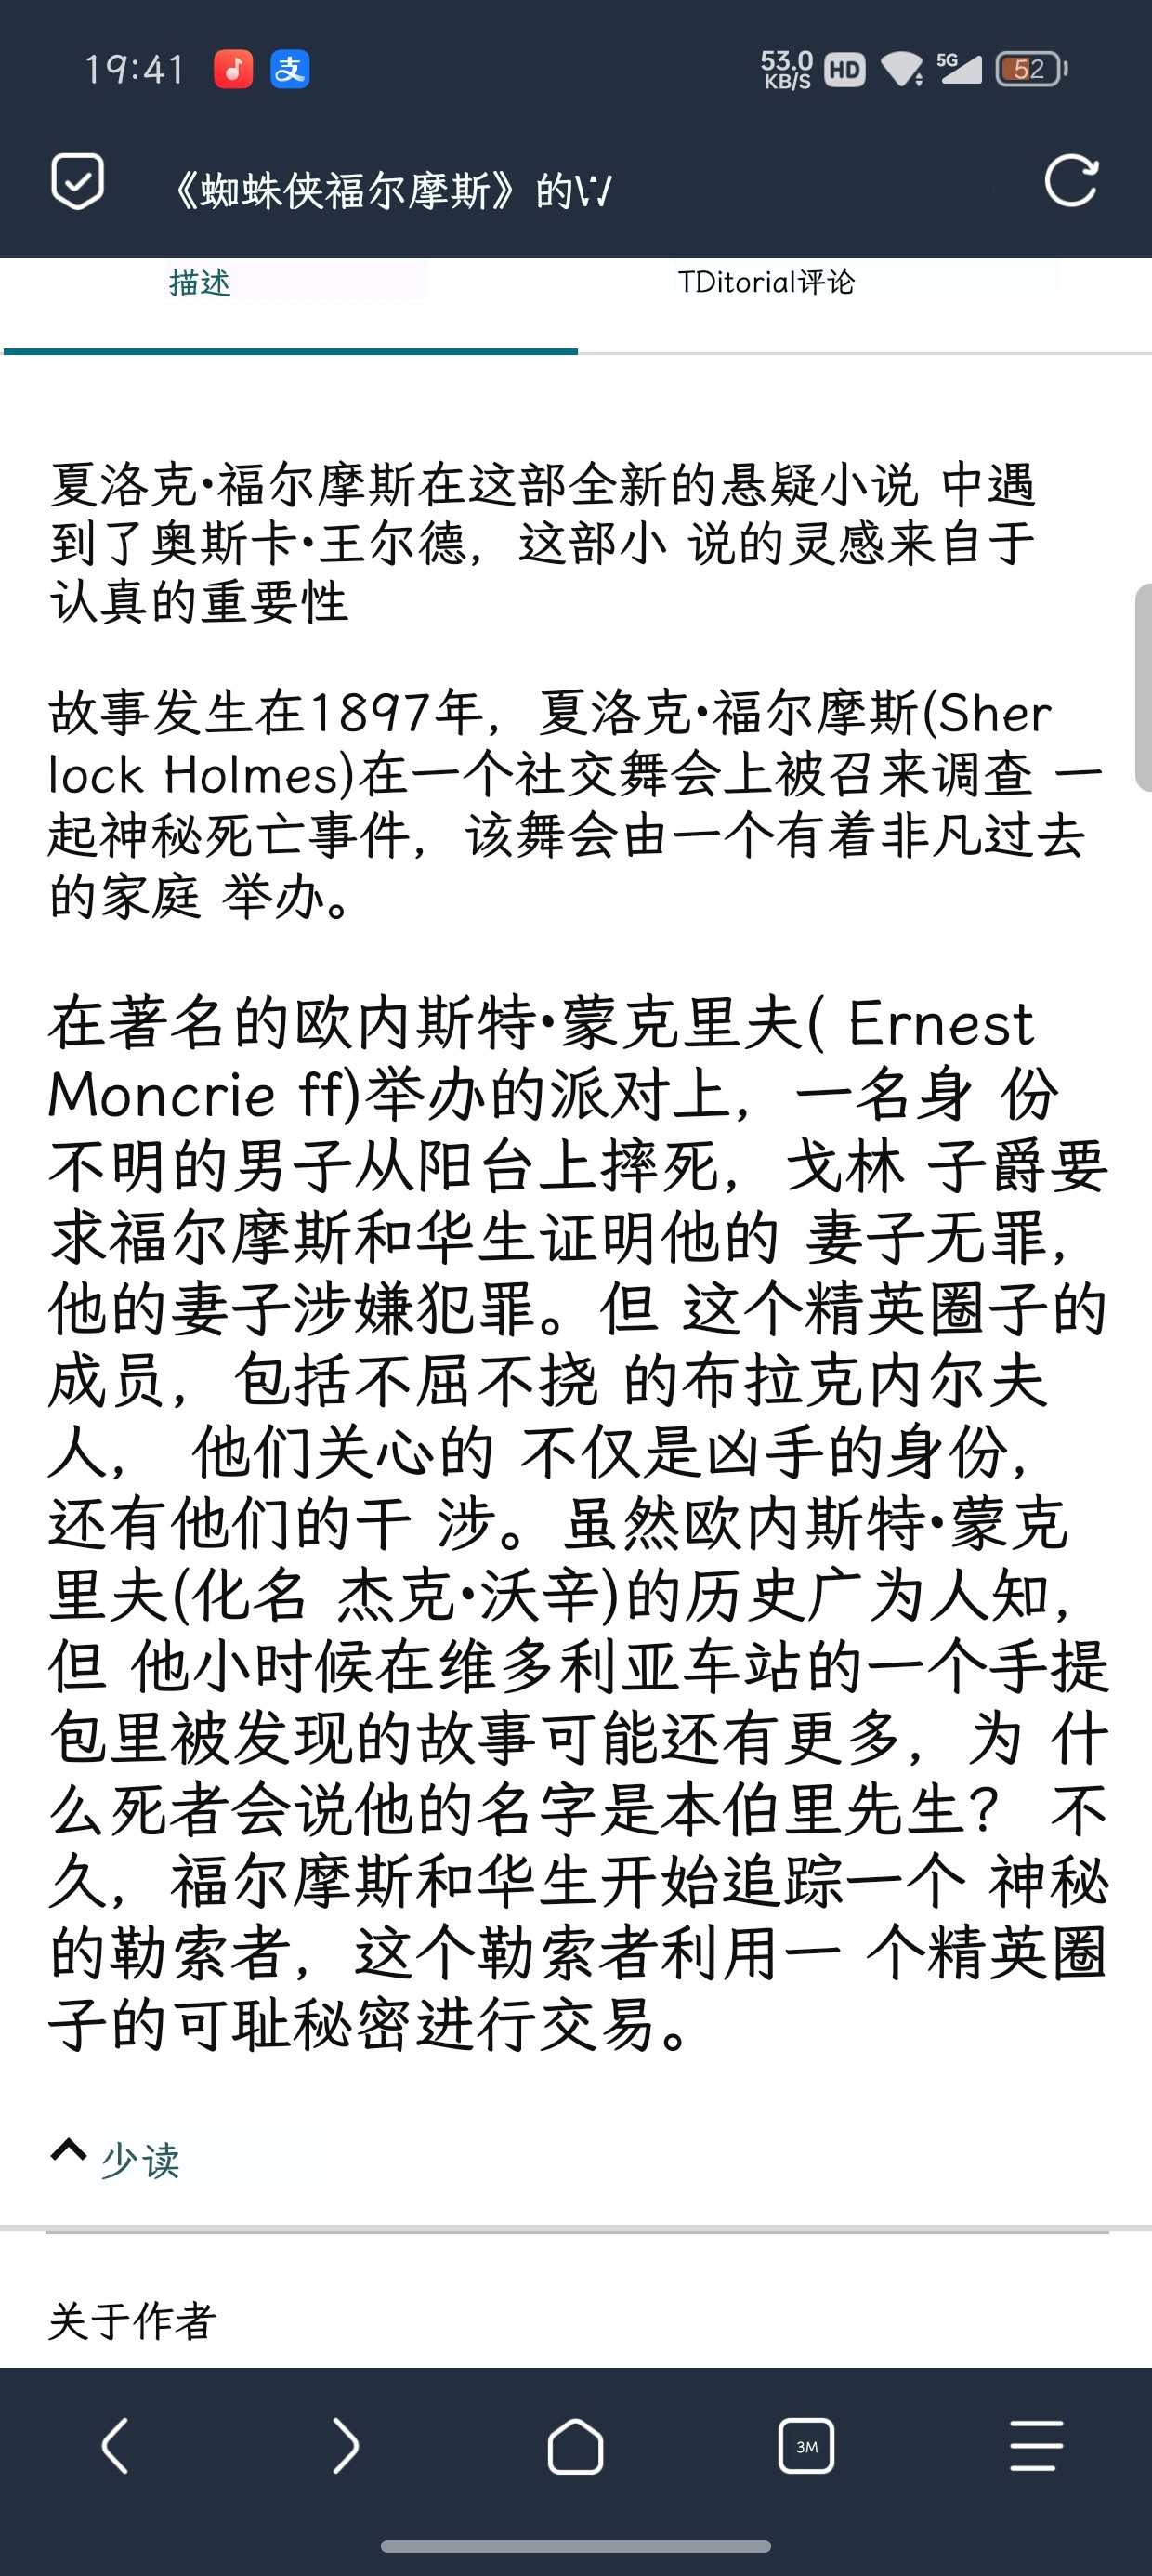 19:41
支
53.0
KB/S
HD
5G
52
《蜘蛛侠福尔摩斯》的
描述
TDitorial评论
夏洛克•福尔摩斯在这部全新的悬疑小说 中遇
到了奥斯卡•王尔德，这部小 说的灵感来自于
认真的重要性
故事发生在1897年，夏洛克•福尔摩斯(Sher
lock Holmes)在一个社交舞会上被召来调查 一
起神秘死亡事件，该舞会由一个有着非凡过去
的家庭 举办。
在著名的欧内斯特•蒙克里夫( Ernest
Moncrie ff)举办的派对上，一名身 份
不明的男子从阳台上摔死，戈林 子爵要
求福尔摩斯和华生证明他的 妻子无罪，
他的妻子涉嫌犯罪。但 这个精英圈子的
成员，包括不屈不挠 的布拉克内尔夫
人， 他们关心的 不仅是凶手的身份，
还有他们的干 涉。虽然欧内斯特•蒙克
里夫(化名 杰克•沃辛)的历史广为人知，
但 他小时候在维多利亚车站的一个手提
包里被发现的故事可能还有更多，为 什
么死者会说他的名字是本伯里先生？ 不
久，福尔摩斯和华生开始追踪一个 神秘
的勒索者，这个勒索者利用一 个精英圈
子的可耻秘密进行交易。
少读
关于作者
3M